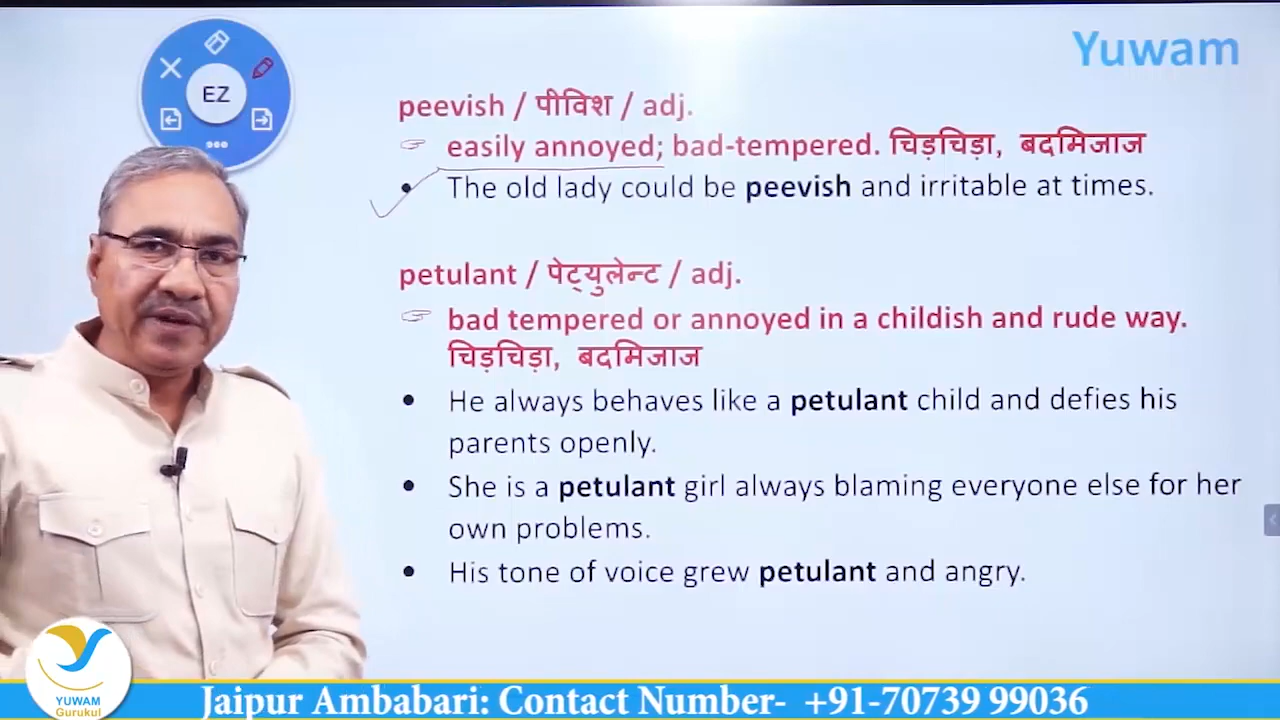 Yuwam
EZ
peevish / पीविश / adj.
easily annoyed; bad-tempered. चिड़चिड़ा, बदमिजाज
The old lady could be peevish and irritable at times.
petulant / पेट्युलेन्ट / adj.
bad tempered or annoyed in a childish and rude way.
चिड़चिड़ा, बदमिजाज
He always behaves like a petulant child and defies his
parents openly.
She is a petulant girl always blaming everyone else for her
own problems.
His tone of voice grew petulant and angry.
YUWAM
Gurukul
Jaipur Ambabari: Contact Number- +91-70739 99036